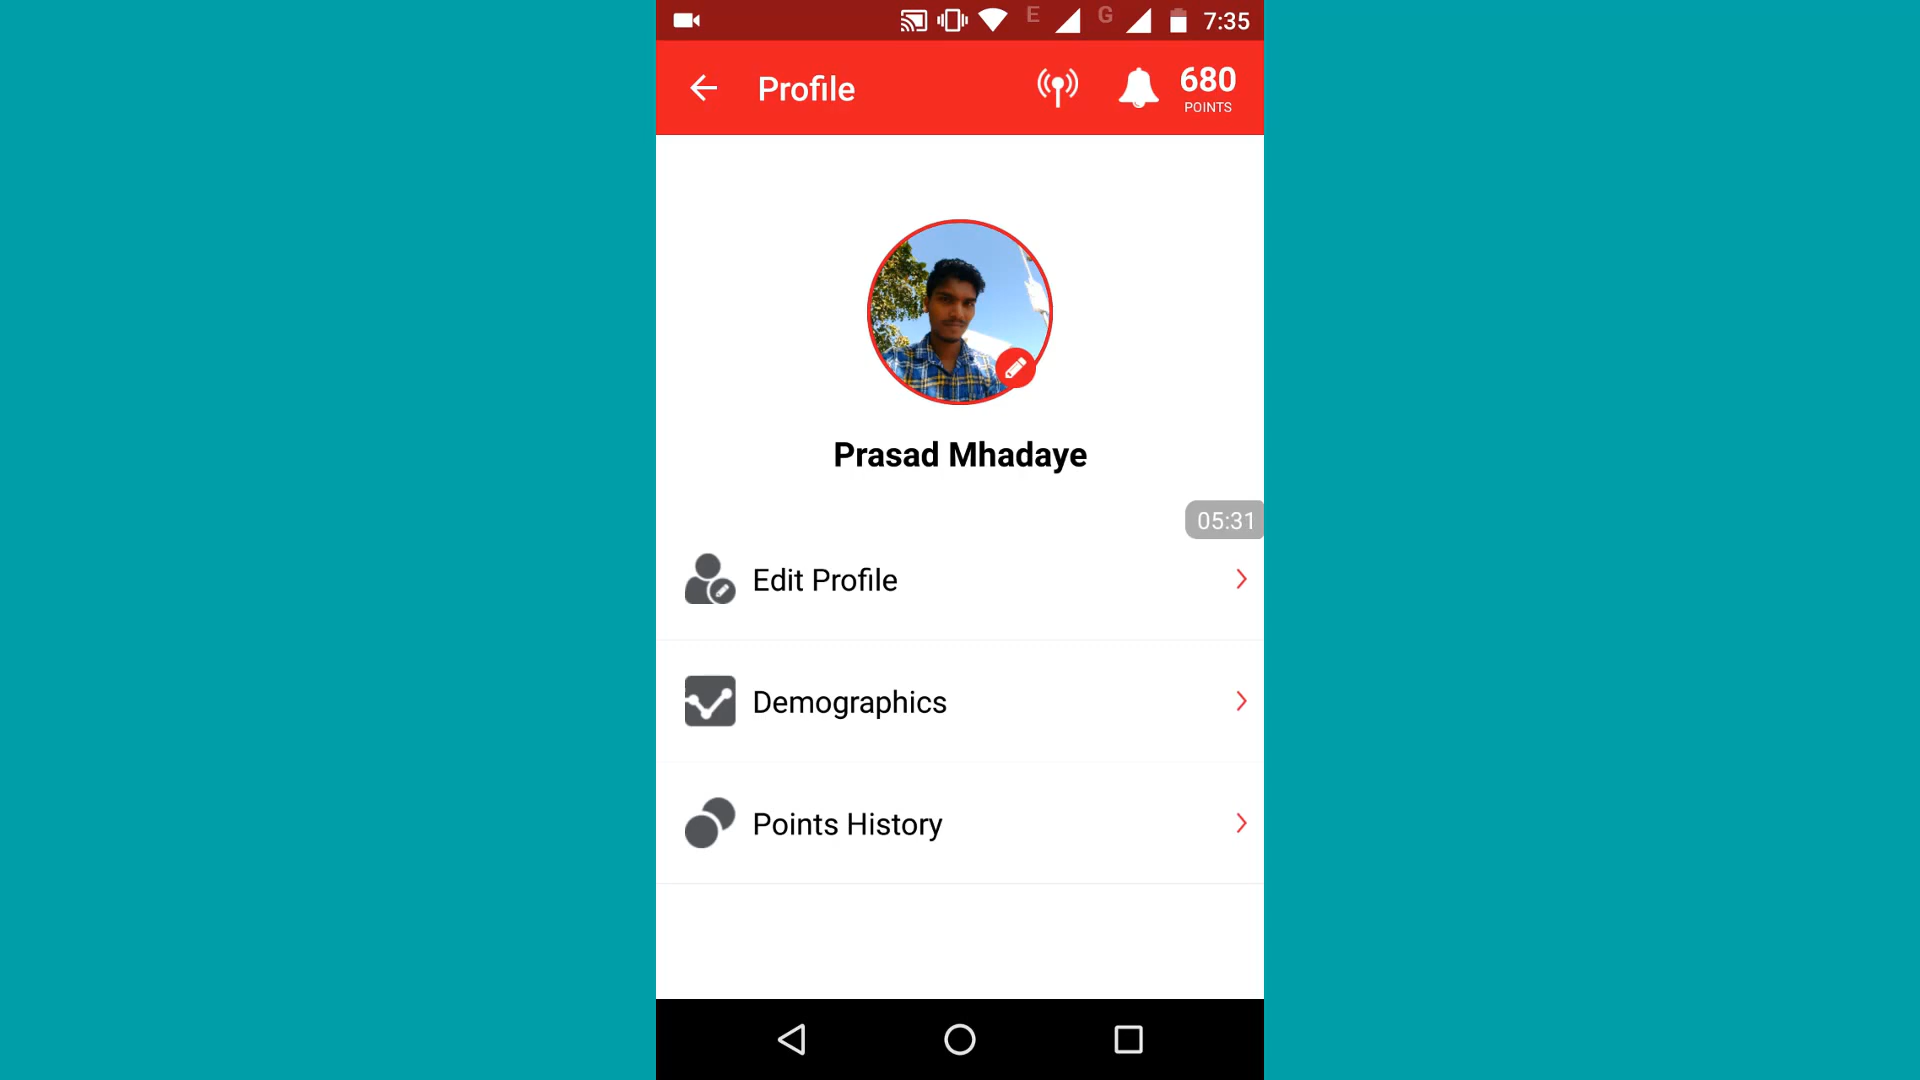 E G 7:35
Profile 680
POINTS
Prasad Mhadaye
05:31
Edit Profile
Demographics
Points History